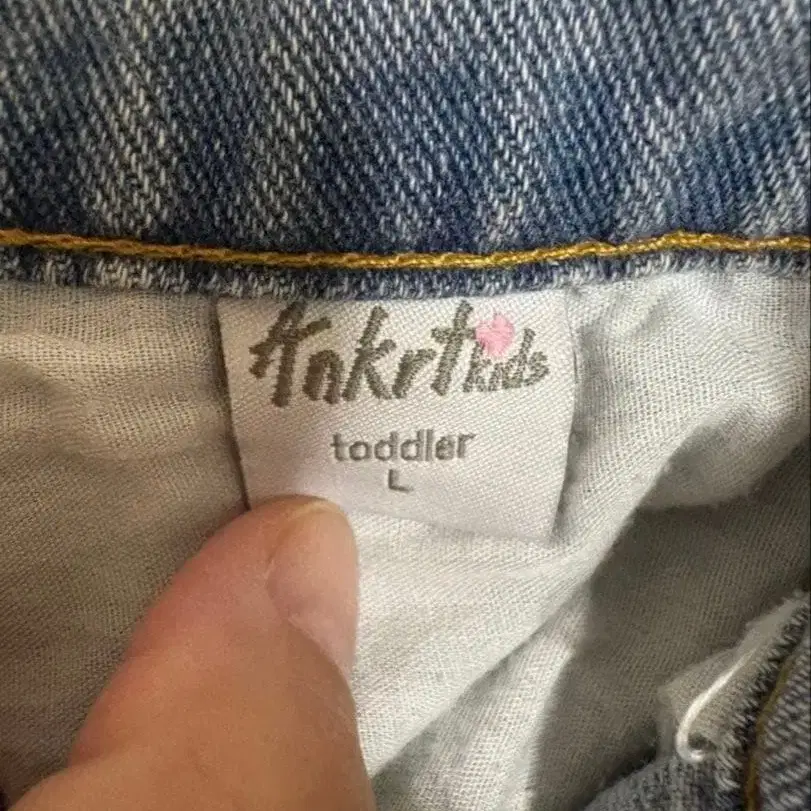 Ankrt kids
toddler
L